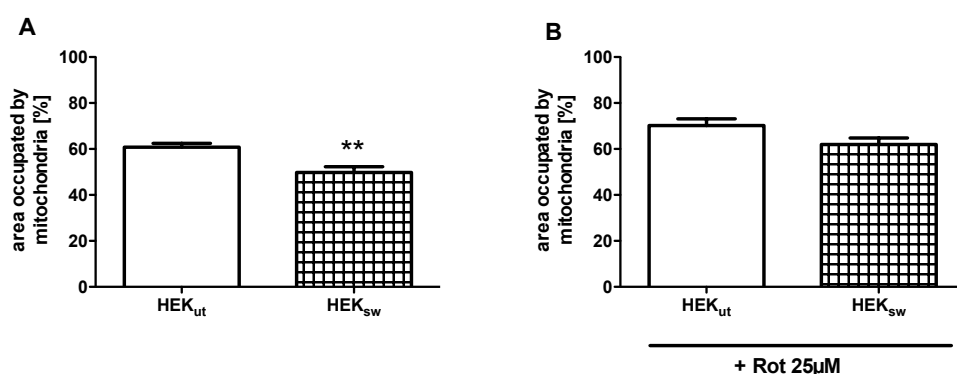 A
area occupated by
mitochondria [%]
100
80
60
40
20
0
**
HEKut
HEKsw
B
area occupated by
mitochondria [%]
100
80
60
40
20
0
HEKut
HEKsw
+ Rot 25µM